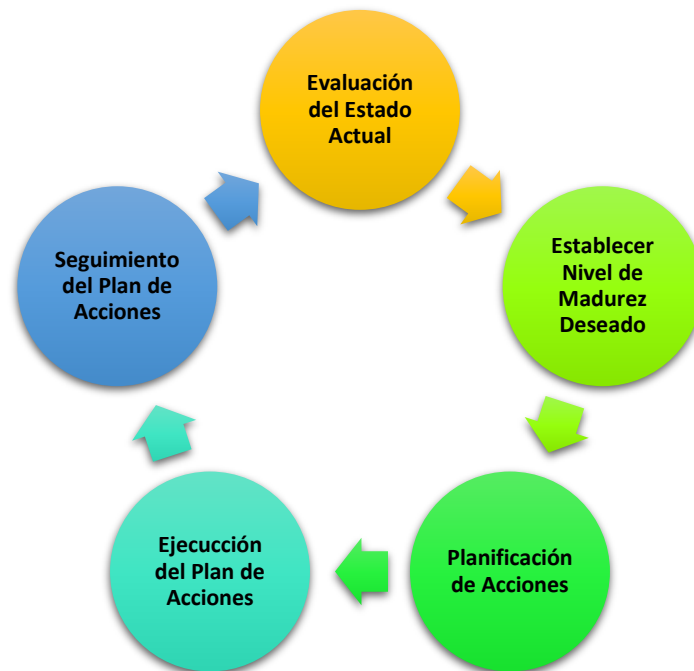 Evaluación
del Estado
Actual
Establecer
Nivel de
Madurez
Deseado
Planificación
de Acciones
Ejecucción
del Plan de
Acciones
Seguimiento
del Plan de
Acciones